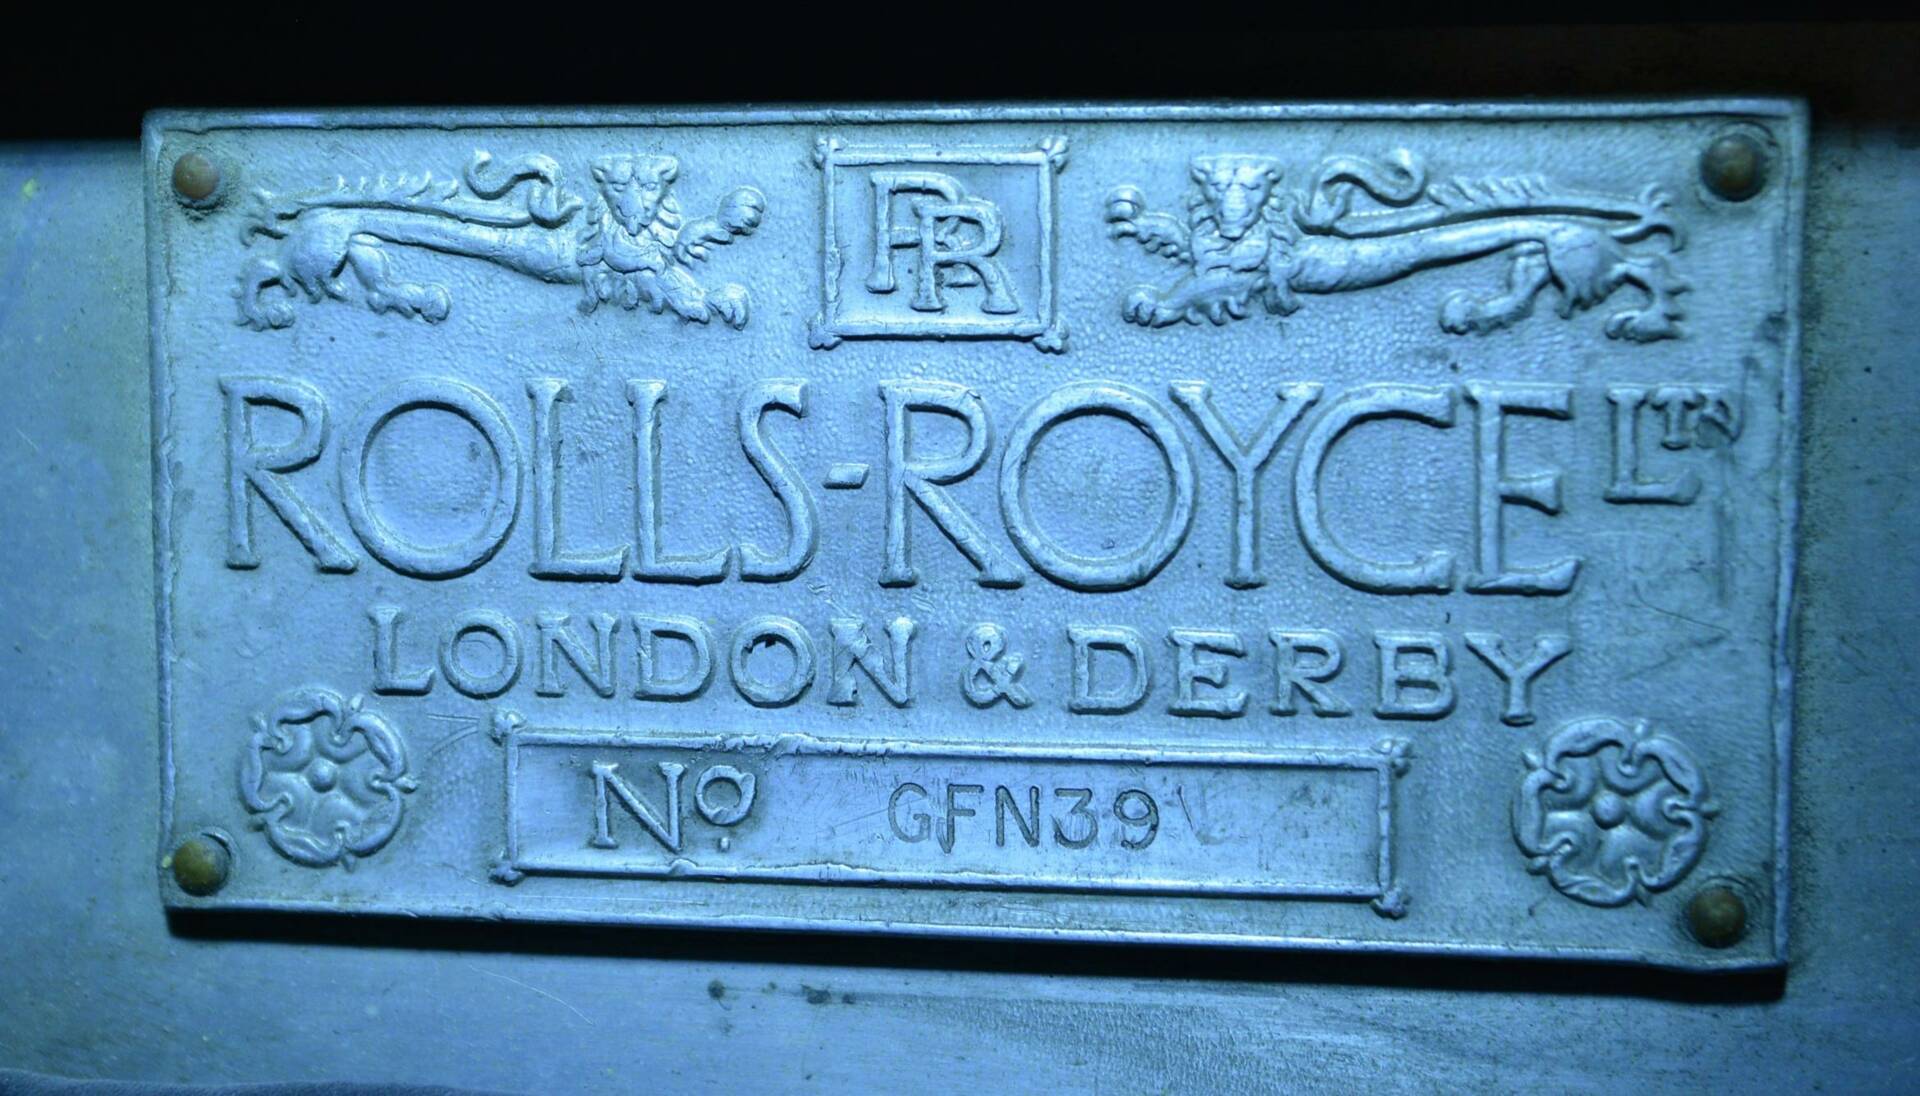 RR
ROLLS-ROYCE LTD
LONDON & DERBY
No. GFN39